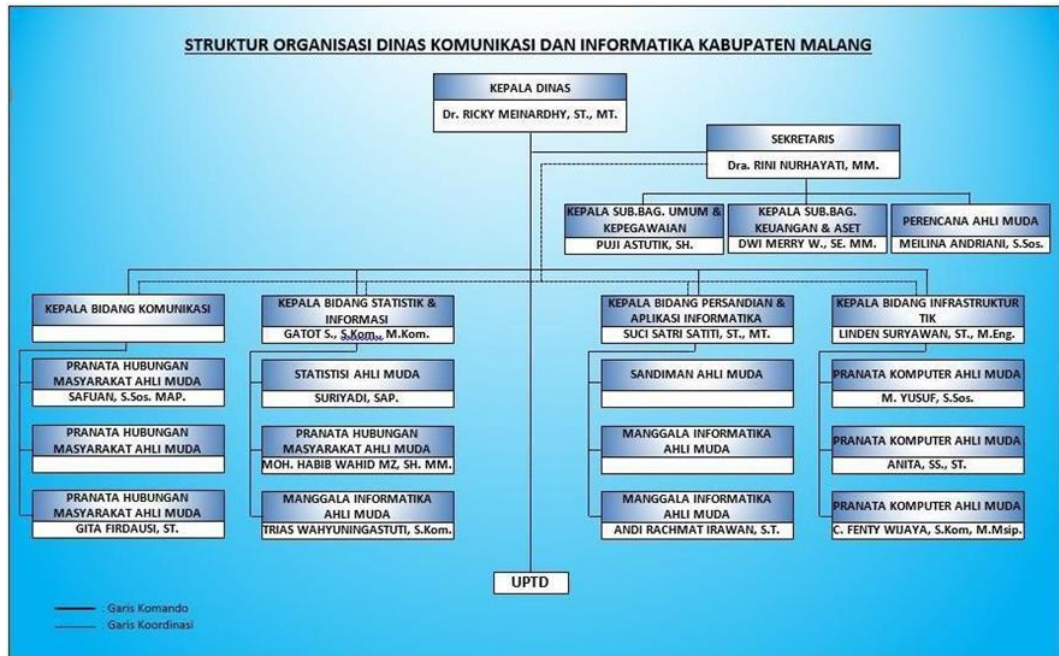 STRUKTUR ORGANISASI DINAS KOMUNIKASI DAN INFORMATIKA KABUPATEN MALANG
KEPALA DINAS
Dr. RICKY MEINARDHY, ST., MT.
SEKRETARIS
Dra. RINI NURHAYATI, MM.
KEPALA SUB.BAG. UMUM &
KEPEGAWAIAN
PUJI ASTUTIK, SH.
KEPALA SUB.BAG.
KEUANGAN & ASET
DWI MERRY W., SE. MM.
PERENCANA AHLI MUDA
MEILINA ANDRIANI, S.Sos.
KEPALA BIDANG KOMUNIKASI
PRANATA HUBUNGAN
MASYARAKAT AHLI MUDA
SAFUAN, S.Sos. MAP.
PRANATA HUBUNGAN
MASYARAKAT AHLI MUDA
PRANATA HUBUNGAN
MASYARAKAT AHLI MUDA
GITA FIRDAUSI, ST.
KEPALA BIDANG STATISTIK &
INFORMASI
GATOT S., S.Kom., M.Kom.
STATISTISI AHLI MUDA
SURIYADI, SAP.
PRANATA HUBUNGAN
MASYARAKAT AHLI MUDA
MOH. HABIB WAHID MZ, SH. MM.
MANGGALA INFORMATIKA
AHLI MUDA
TRIAS WAHYUNINGASTUTI, S.Kom.
KEPALA BIDANG PERSANDIAN &
APLIKASI INFORMATIKA
SUCI SATRI SATITI, ST., MT.
SANDIMAN AHLI MUDA
MANGGALA INFORMATIKA
AHLI MUDA
MANGGALA INFORMATIKA
AHLI MUDA
ANDI RACHMAT IRAWAN, S.T.
KEPALA BIDANG INFRASTRUKTUR
TIK
LINDEN SURYAWAN, ST., M.Eng.
PRANATA KOMPUTER AHLI MUDA
M. YUSUF, S.Sos.
PRANATA KOMPUTER AHLI MUDA
ANITA, SS., ST.
PRANATA KOMPUTER AHLI MUDA
C. FENTY WIJAYA, S.Kom, M.Msip.
UPTD
: Garis Komando
: Garis Koordinasi